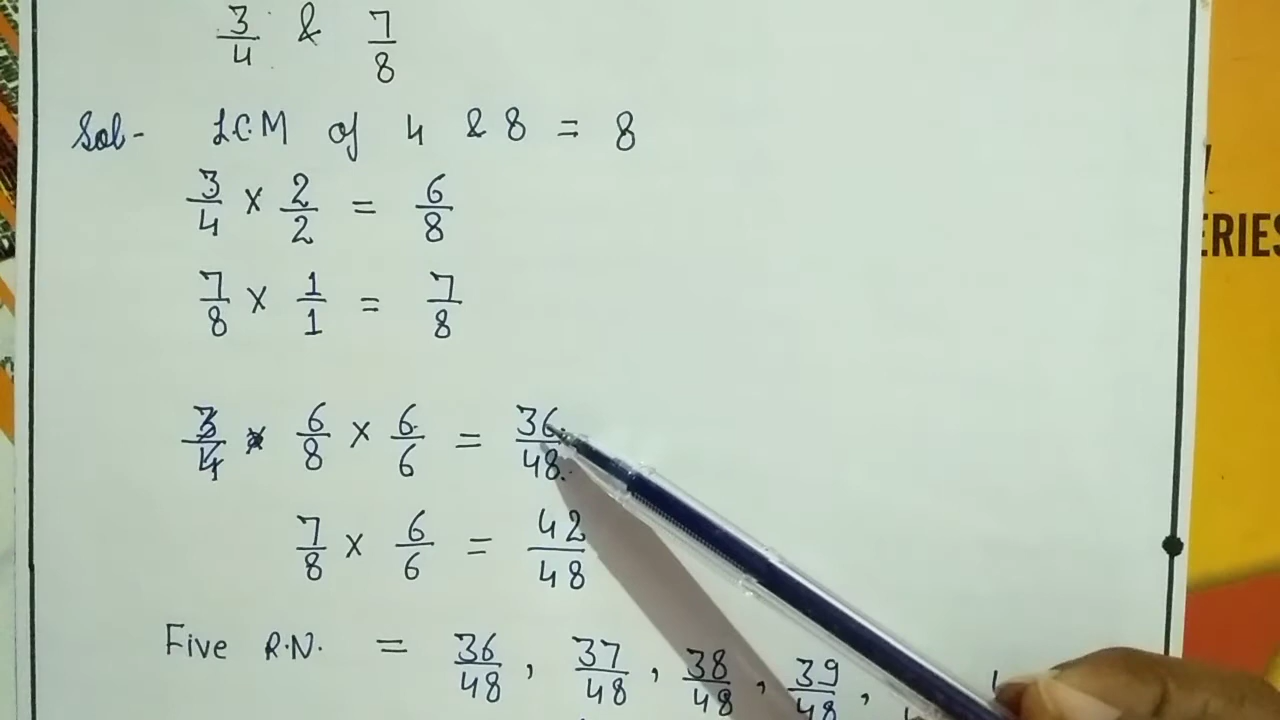 3/4 & 7/8
Sol- L.C.M of 4 & 8 = 8
3/4 × 2/2 = 6/8
7/8 × 1/1 = 7/8
3/4 × 6/8 × 6/6 = 36/48
7/8 × 6/6 = 42/48
Five R.N. = 36/48, 37/48, 38/48, 39/48,
ERIES